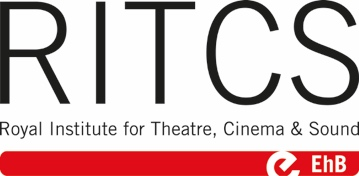 RITCS
Royal Institute for Theatre, Cinema & Sound
e EhB